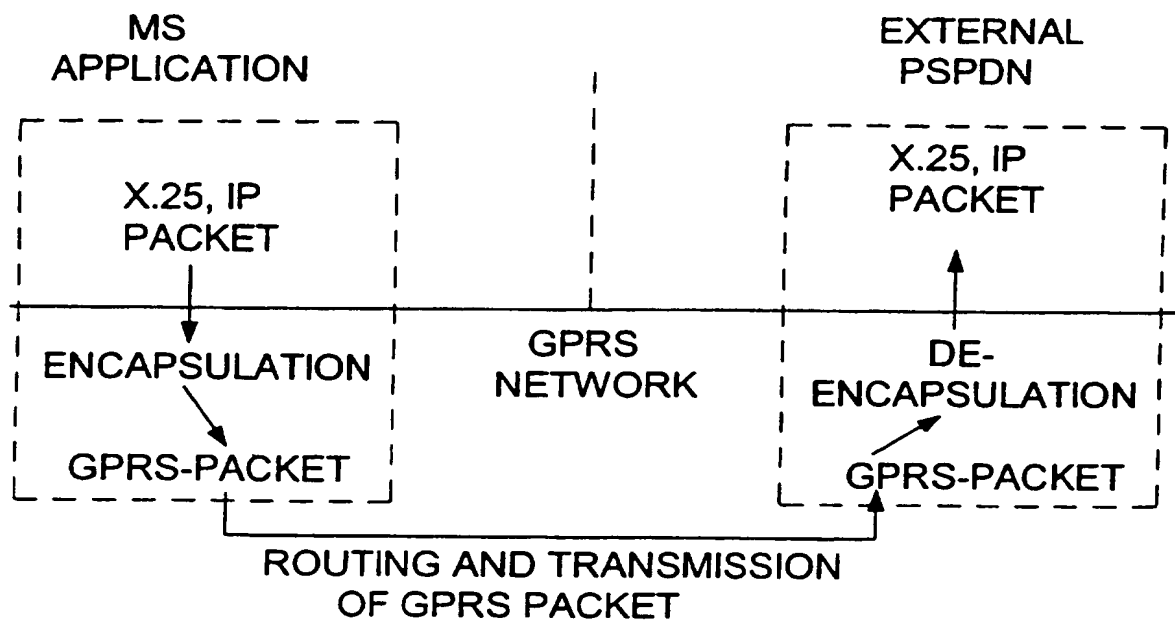 MS
APPLICATION
EXTERNAL
PSPDN
X.25, IP
PACKET
X.25, IP
PACKET
ENCAPSULATION
GPRS
NETWORK
DE-
ENCAPSULATION
GPRS-PACKET
GPRS-PACKET
ROUTING AND TRANSMISSION
OF GPRS PACKET